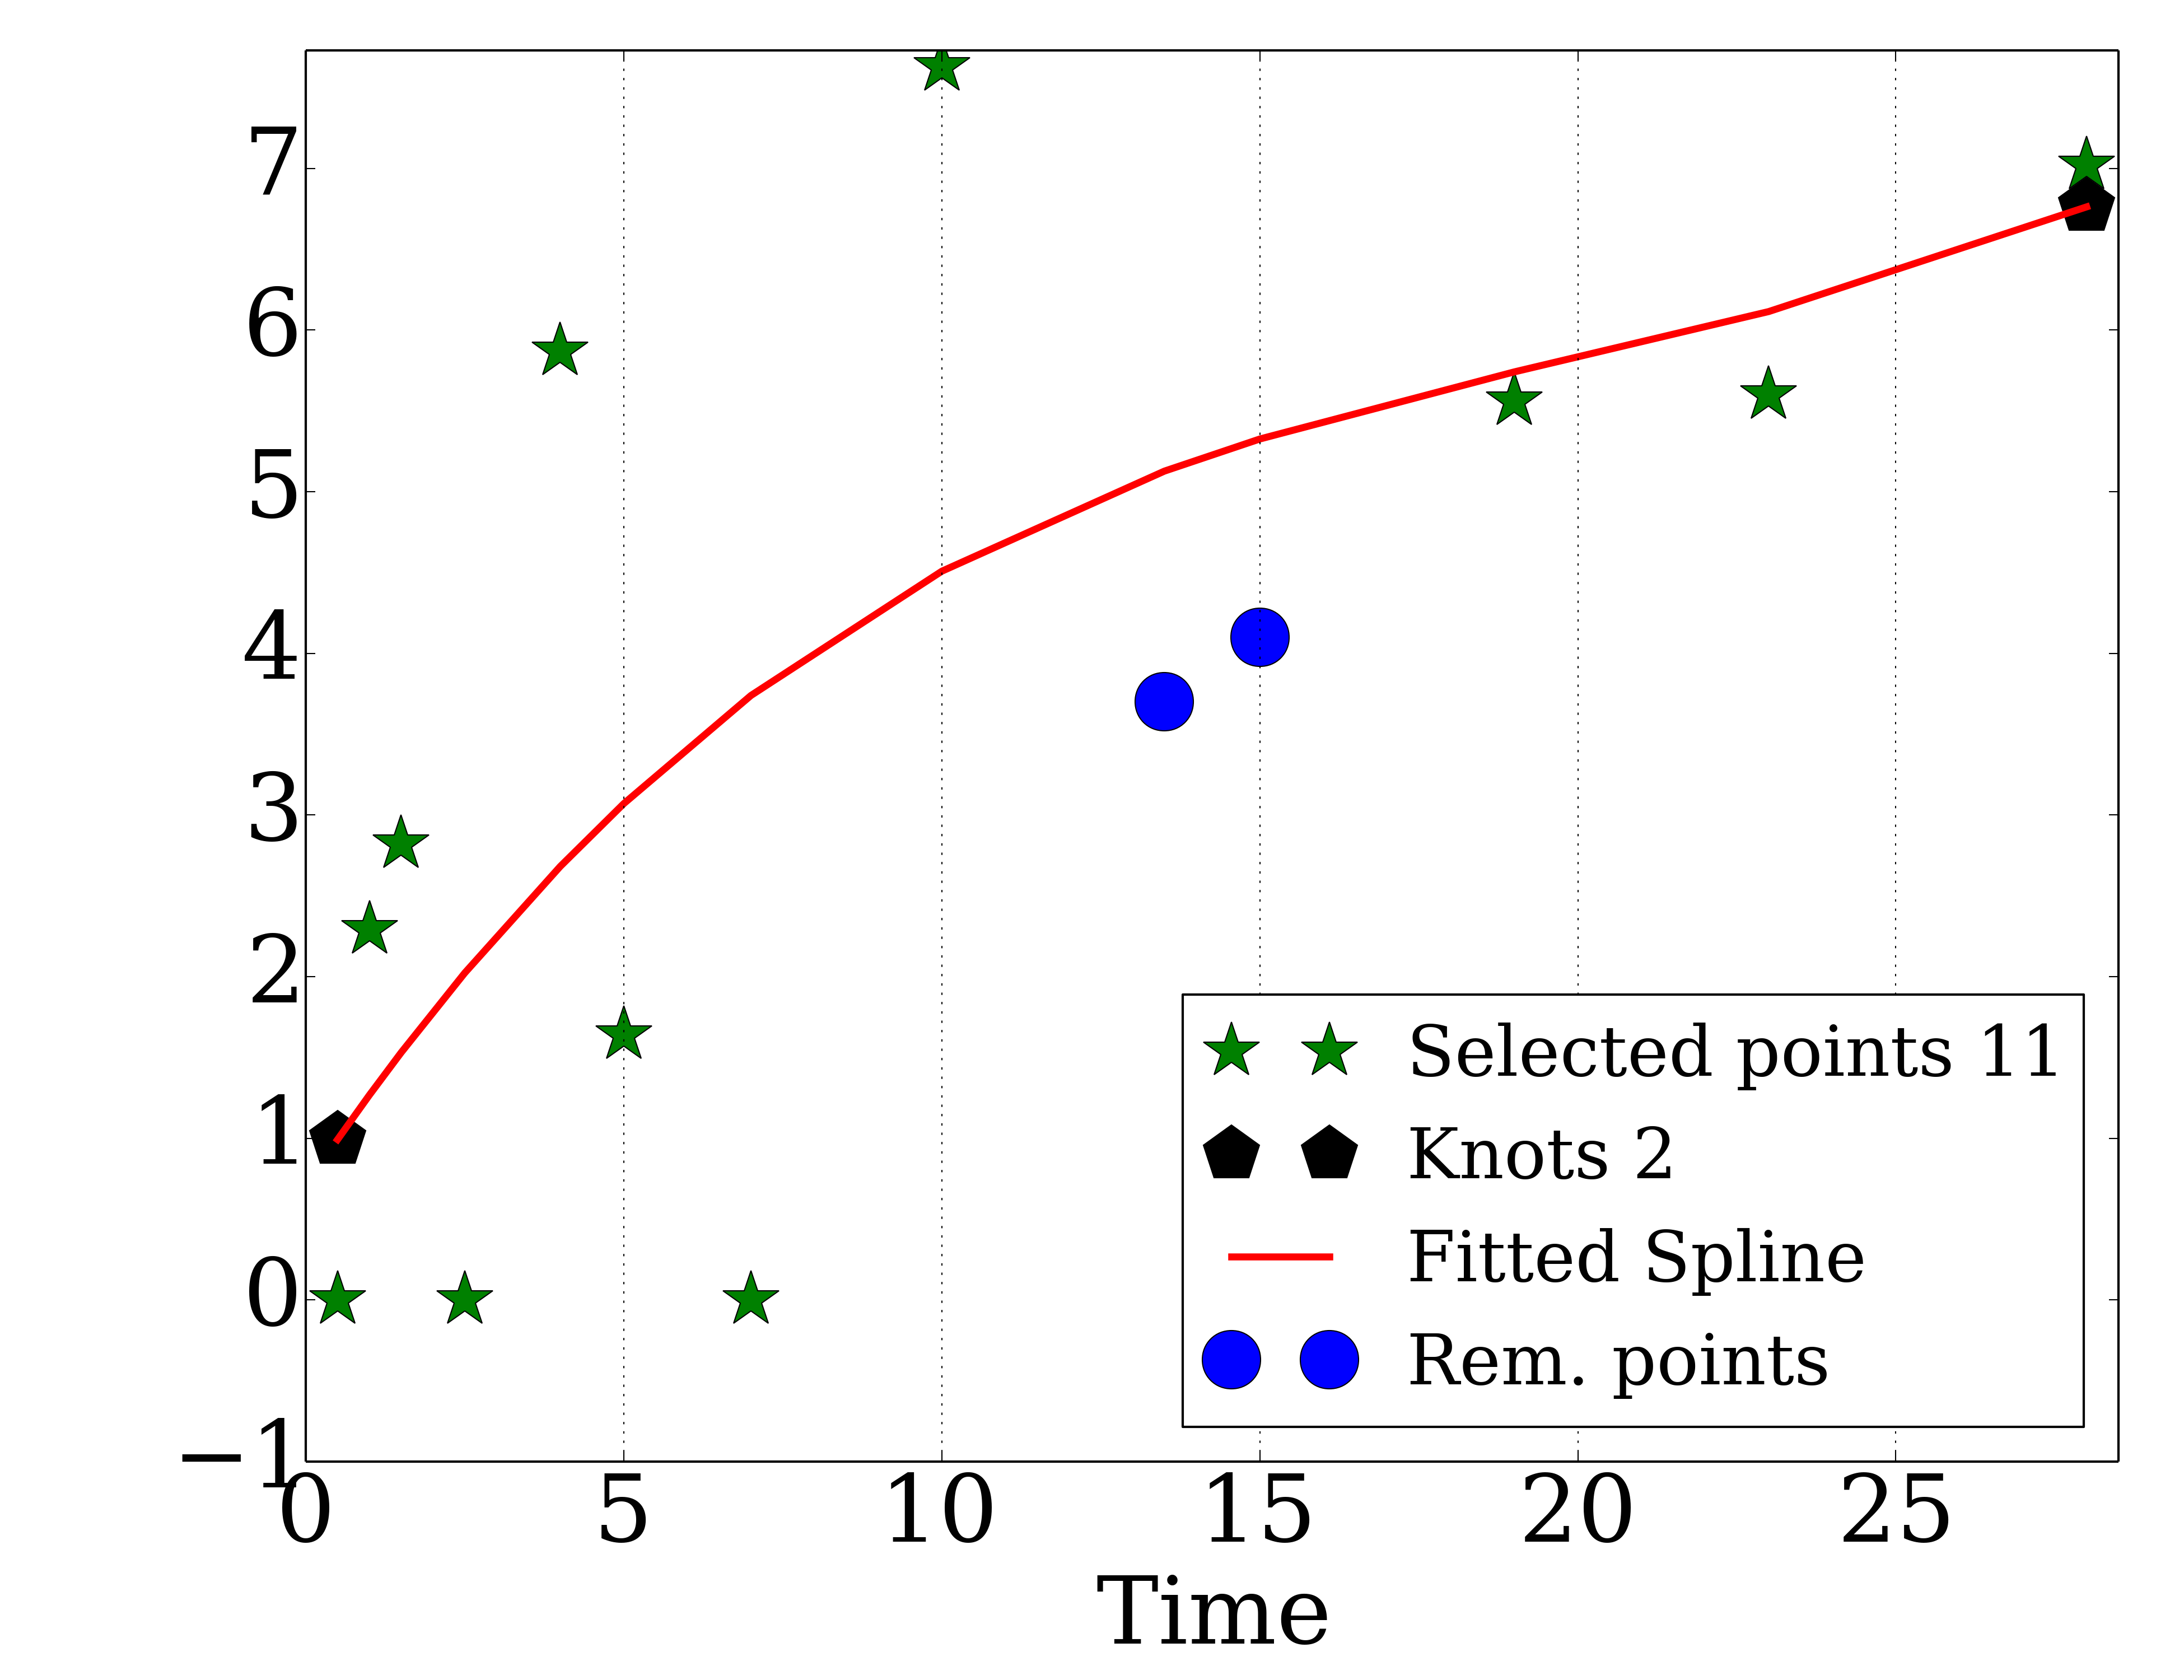 7
6
5
4
3
2
1
0
−1
0 5 10 15 20 25
Time
Selected points 11
Knots 2
Fitted Spline
Rem. points